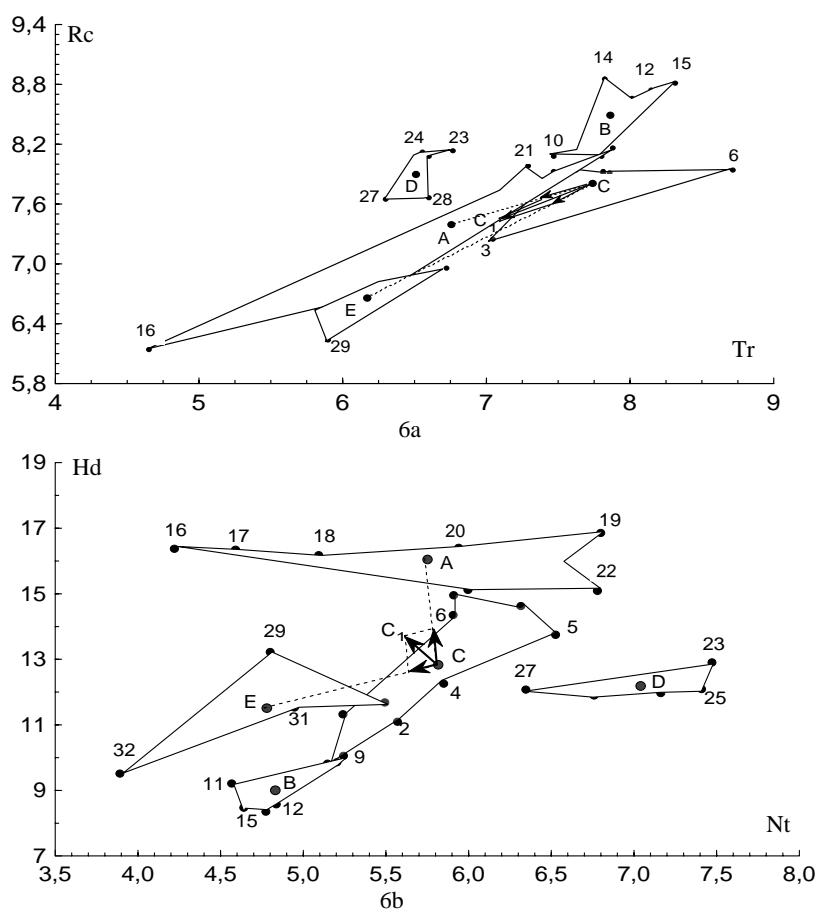 9,4 Rc
14 12 15
8,8
B
8,2 24 23 10 21 6
D
C
7,6 27 28
A C1
3
7,0
E
6,4 16
29 Tr
5,8
4 5 6 7 8 9
6a
19 Hd
17 16 17 18 20 19
A
15 22
6
C1 5
29
13 C 27 23
D
E 4 25
11 31 2
32
9 11 B 9
15 12
Nt
7
3,5 4,0 4,5 5,0 5,5 6,0 6,5 7,0 7,5 8,0
6b